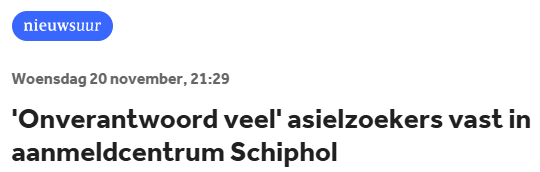 nieuwsuur
Woensdag 20 november, 21:29
'Onverantwoord veel' asielzoekers vast in
aanmeldcentrum Schiphol